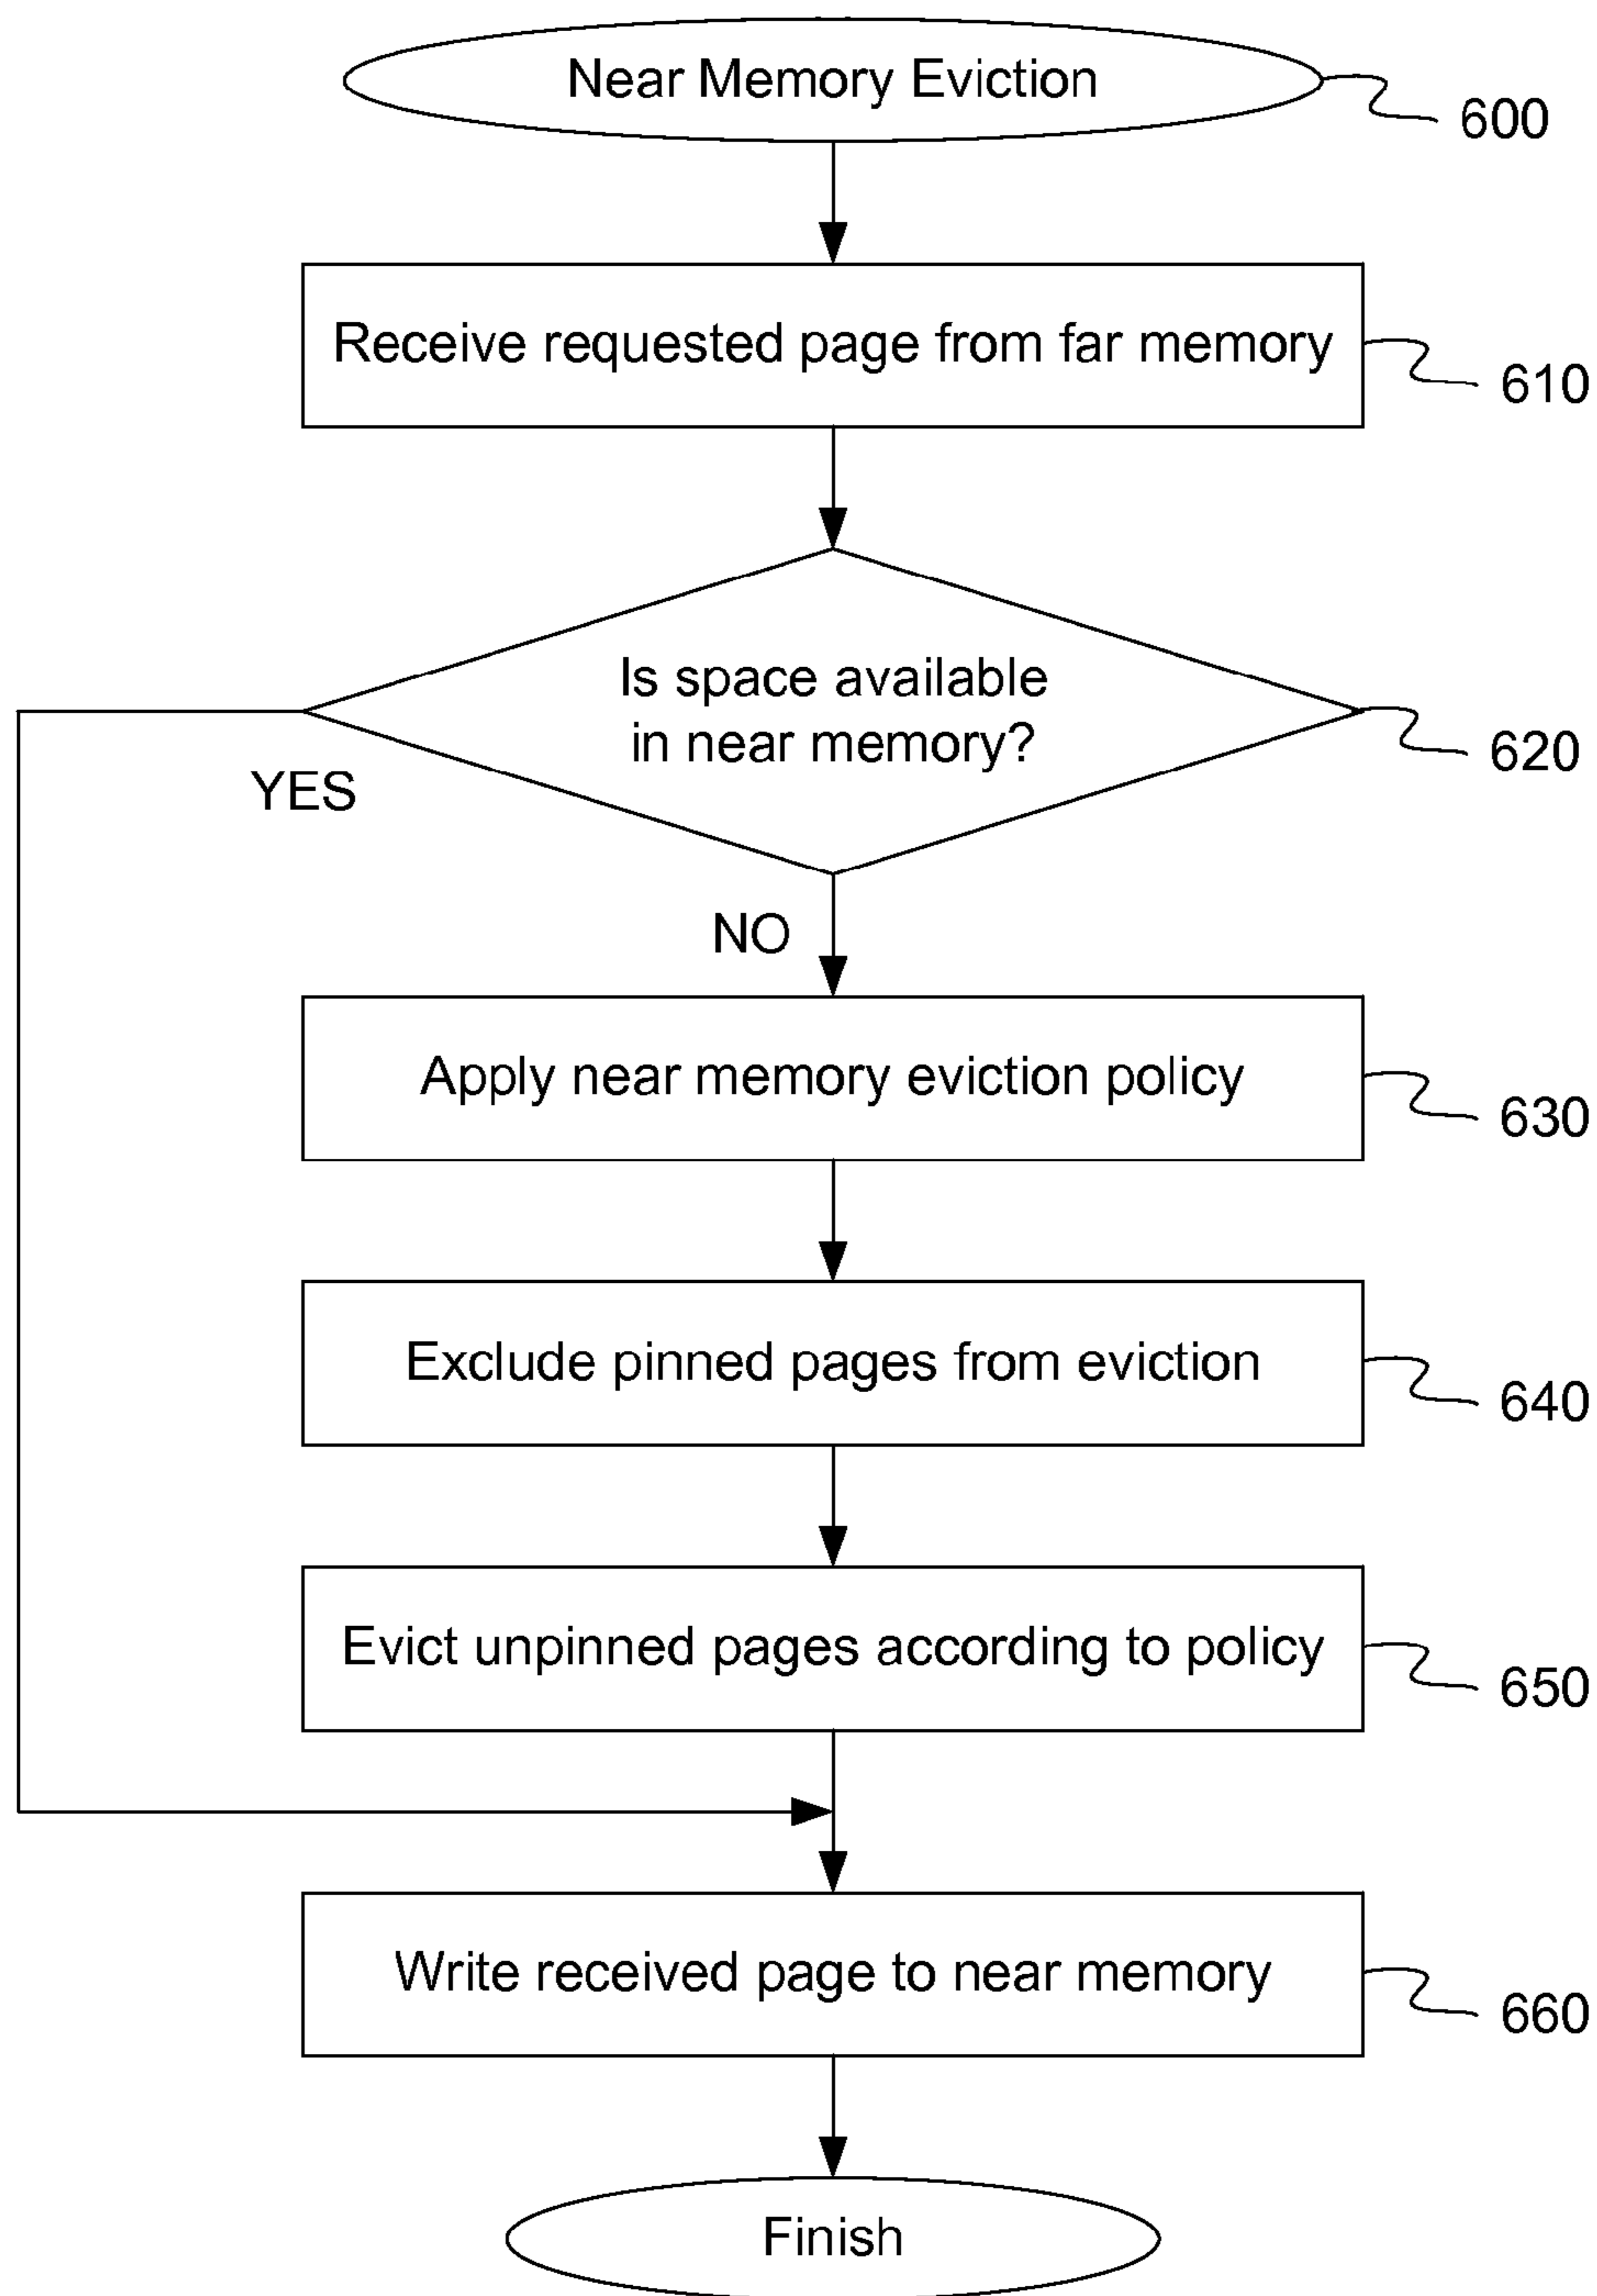 Near Memory Eviction
600
Receive requested page from far memory
610
Is space available
in near memory?
620
YES
NO
Apply near memory eviction policy
630
Exclude pinned pages from eviction
640
Evict unpinned pages according to policy
650
Write received page to near memory
660
Finish